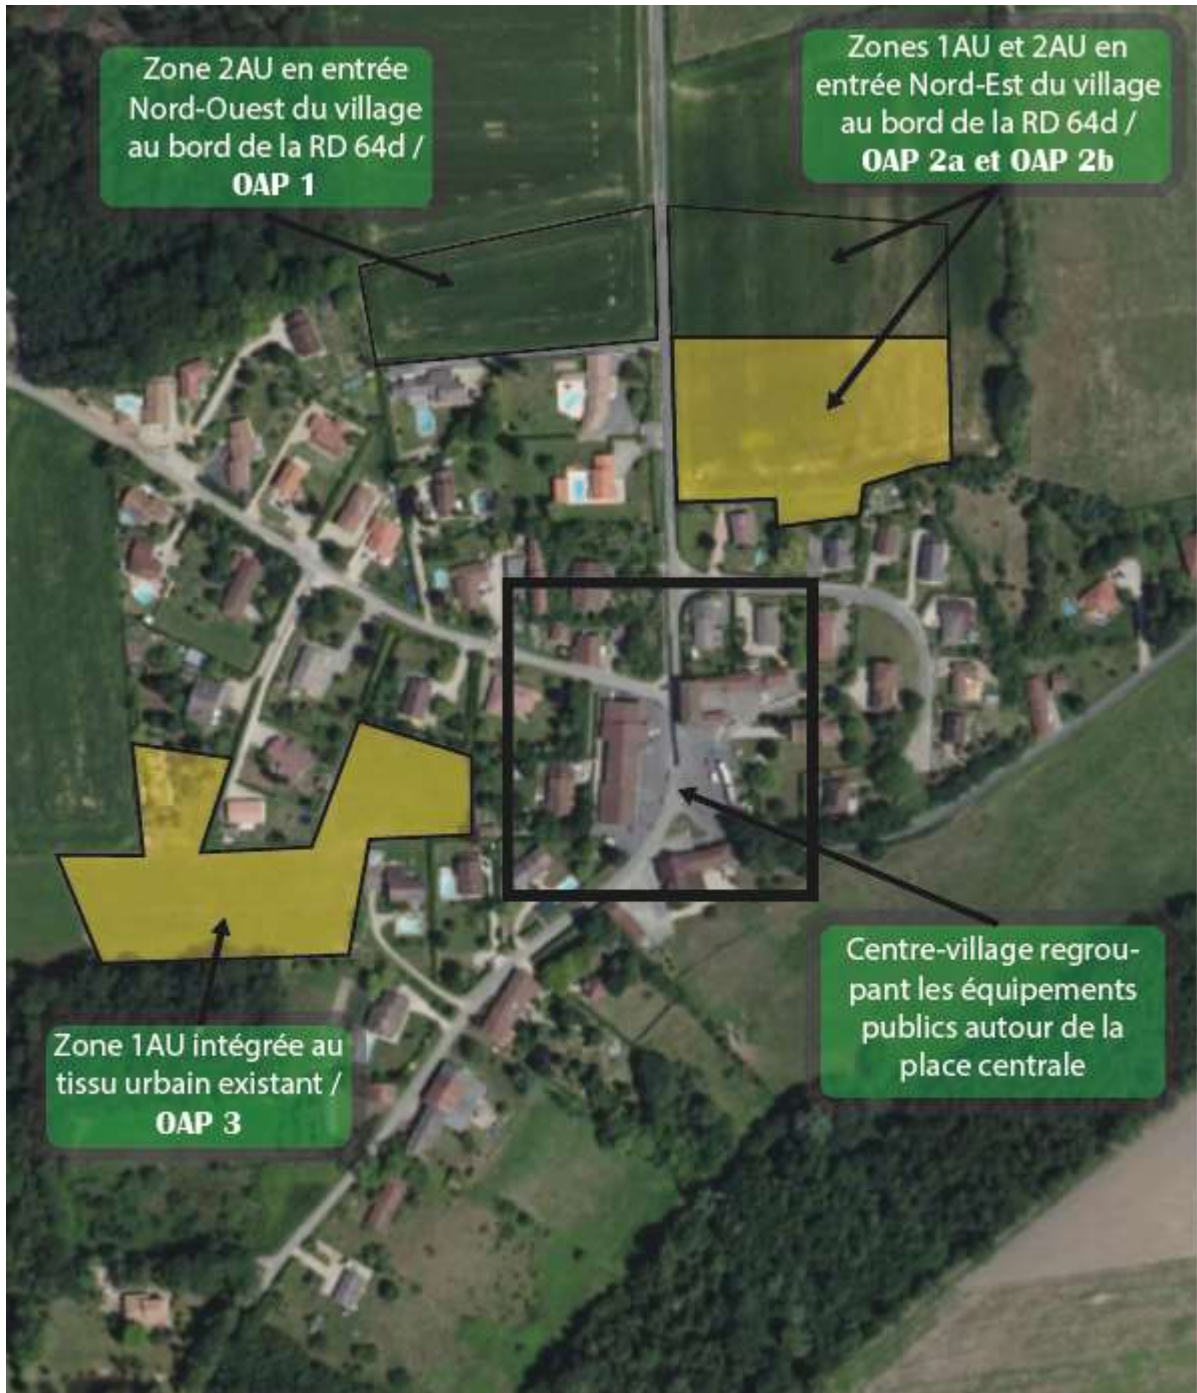 Zone 2AU en entrée
Nord-Ouest du village
au bord de la RD 64d /
OAP 1
Zones 1AU et 2AU en
entrée Nord-Est du village
au bord de la RD 64d /
OAP 2a et OAP 2b
Centre-village regrou-
pant les équipements
publics autour de la
place centrale
Zone 1AU intégrée au
tissu urbain existant /
OAP 3